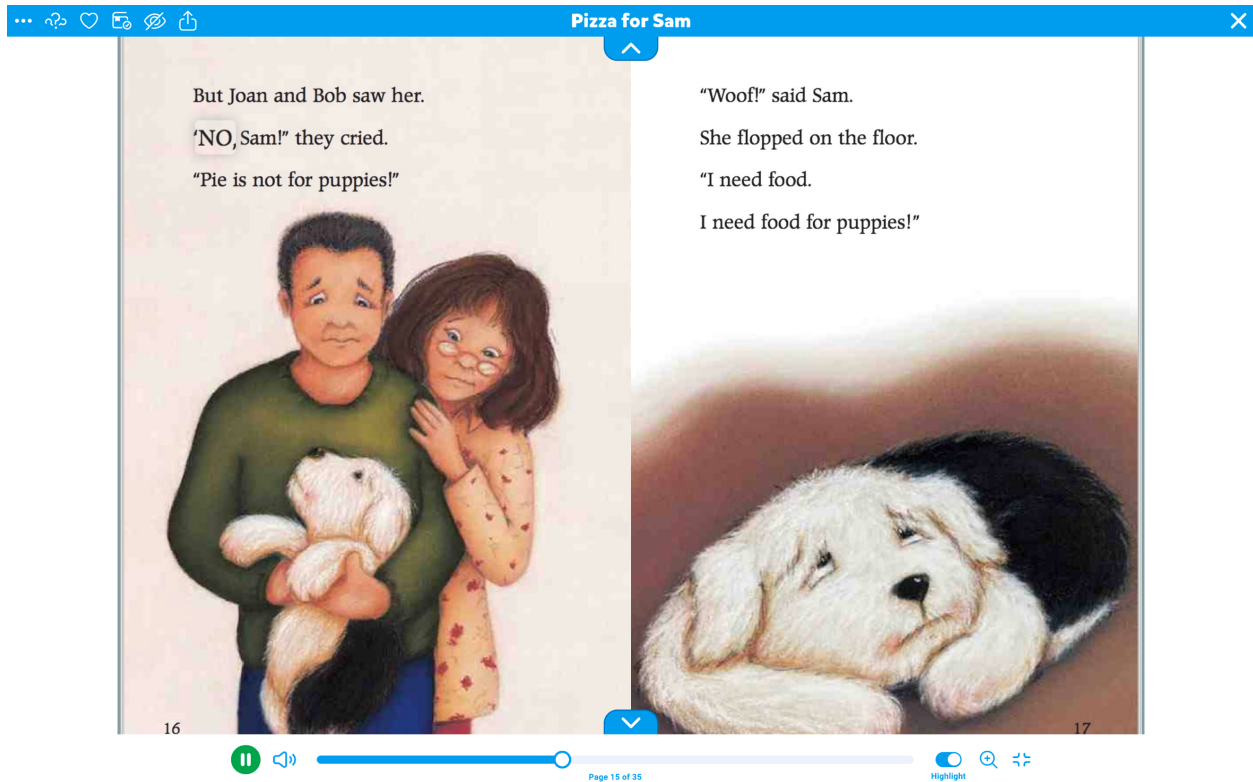 Pizza for Sam
But Joan and Bob saw her.
‘NO, Sam!” they cried.
“Pie is not for puppies!”
16
“Woof!” said Sam.
She flopped on the floor.
“I need food.
I need food for puppies!”
17
Page 15 of 35
Highlight